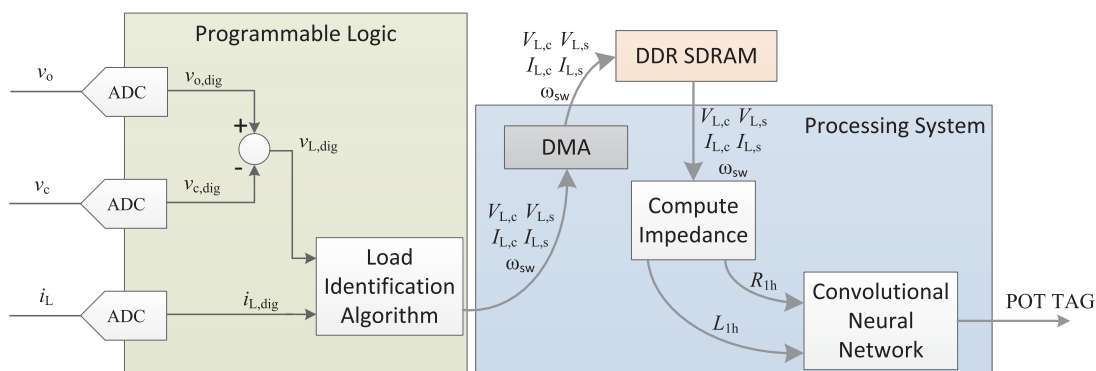 Programmable Logic
v_o
ADC
v_o,dig
+
-
v_L,dig
v_c
ADC
v_c,dig
i_L
ADC
i_L,dig
Load
Identification
Algorithm
V_L,c V_L,s
I_L,c I_L,s
ω_sw
DMA
V_L,c V_L,s
I_L,c I_L,s
ω_sw
DDR SDRAM
Processing System
V_L,c V_L,s
I_L,c I_L,s
ω_sw
Compute
Impedance
R_1h
L_1h
Convolutional
Neural
Network
POT TAG